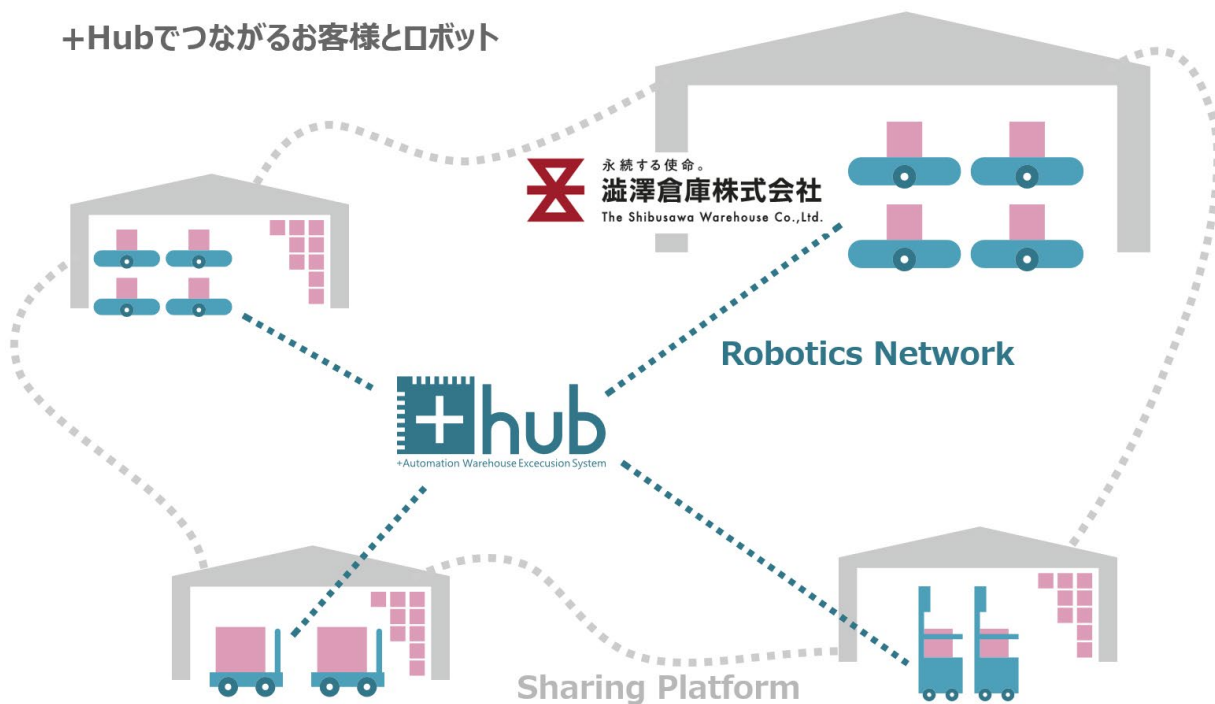 +Hubでつながるお客様とロボット
永続する使命。
澁澤倉庫株式会社
The Shibusawa Warehouse Co.,Ltd.
Robotics Network
+hub
+Automation Warehouse Excecusion System
Sharing Platform